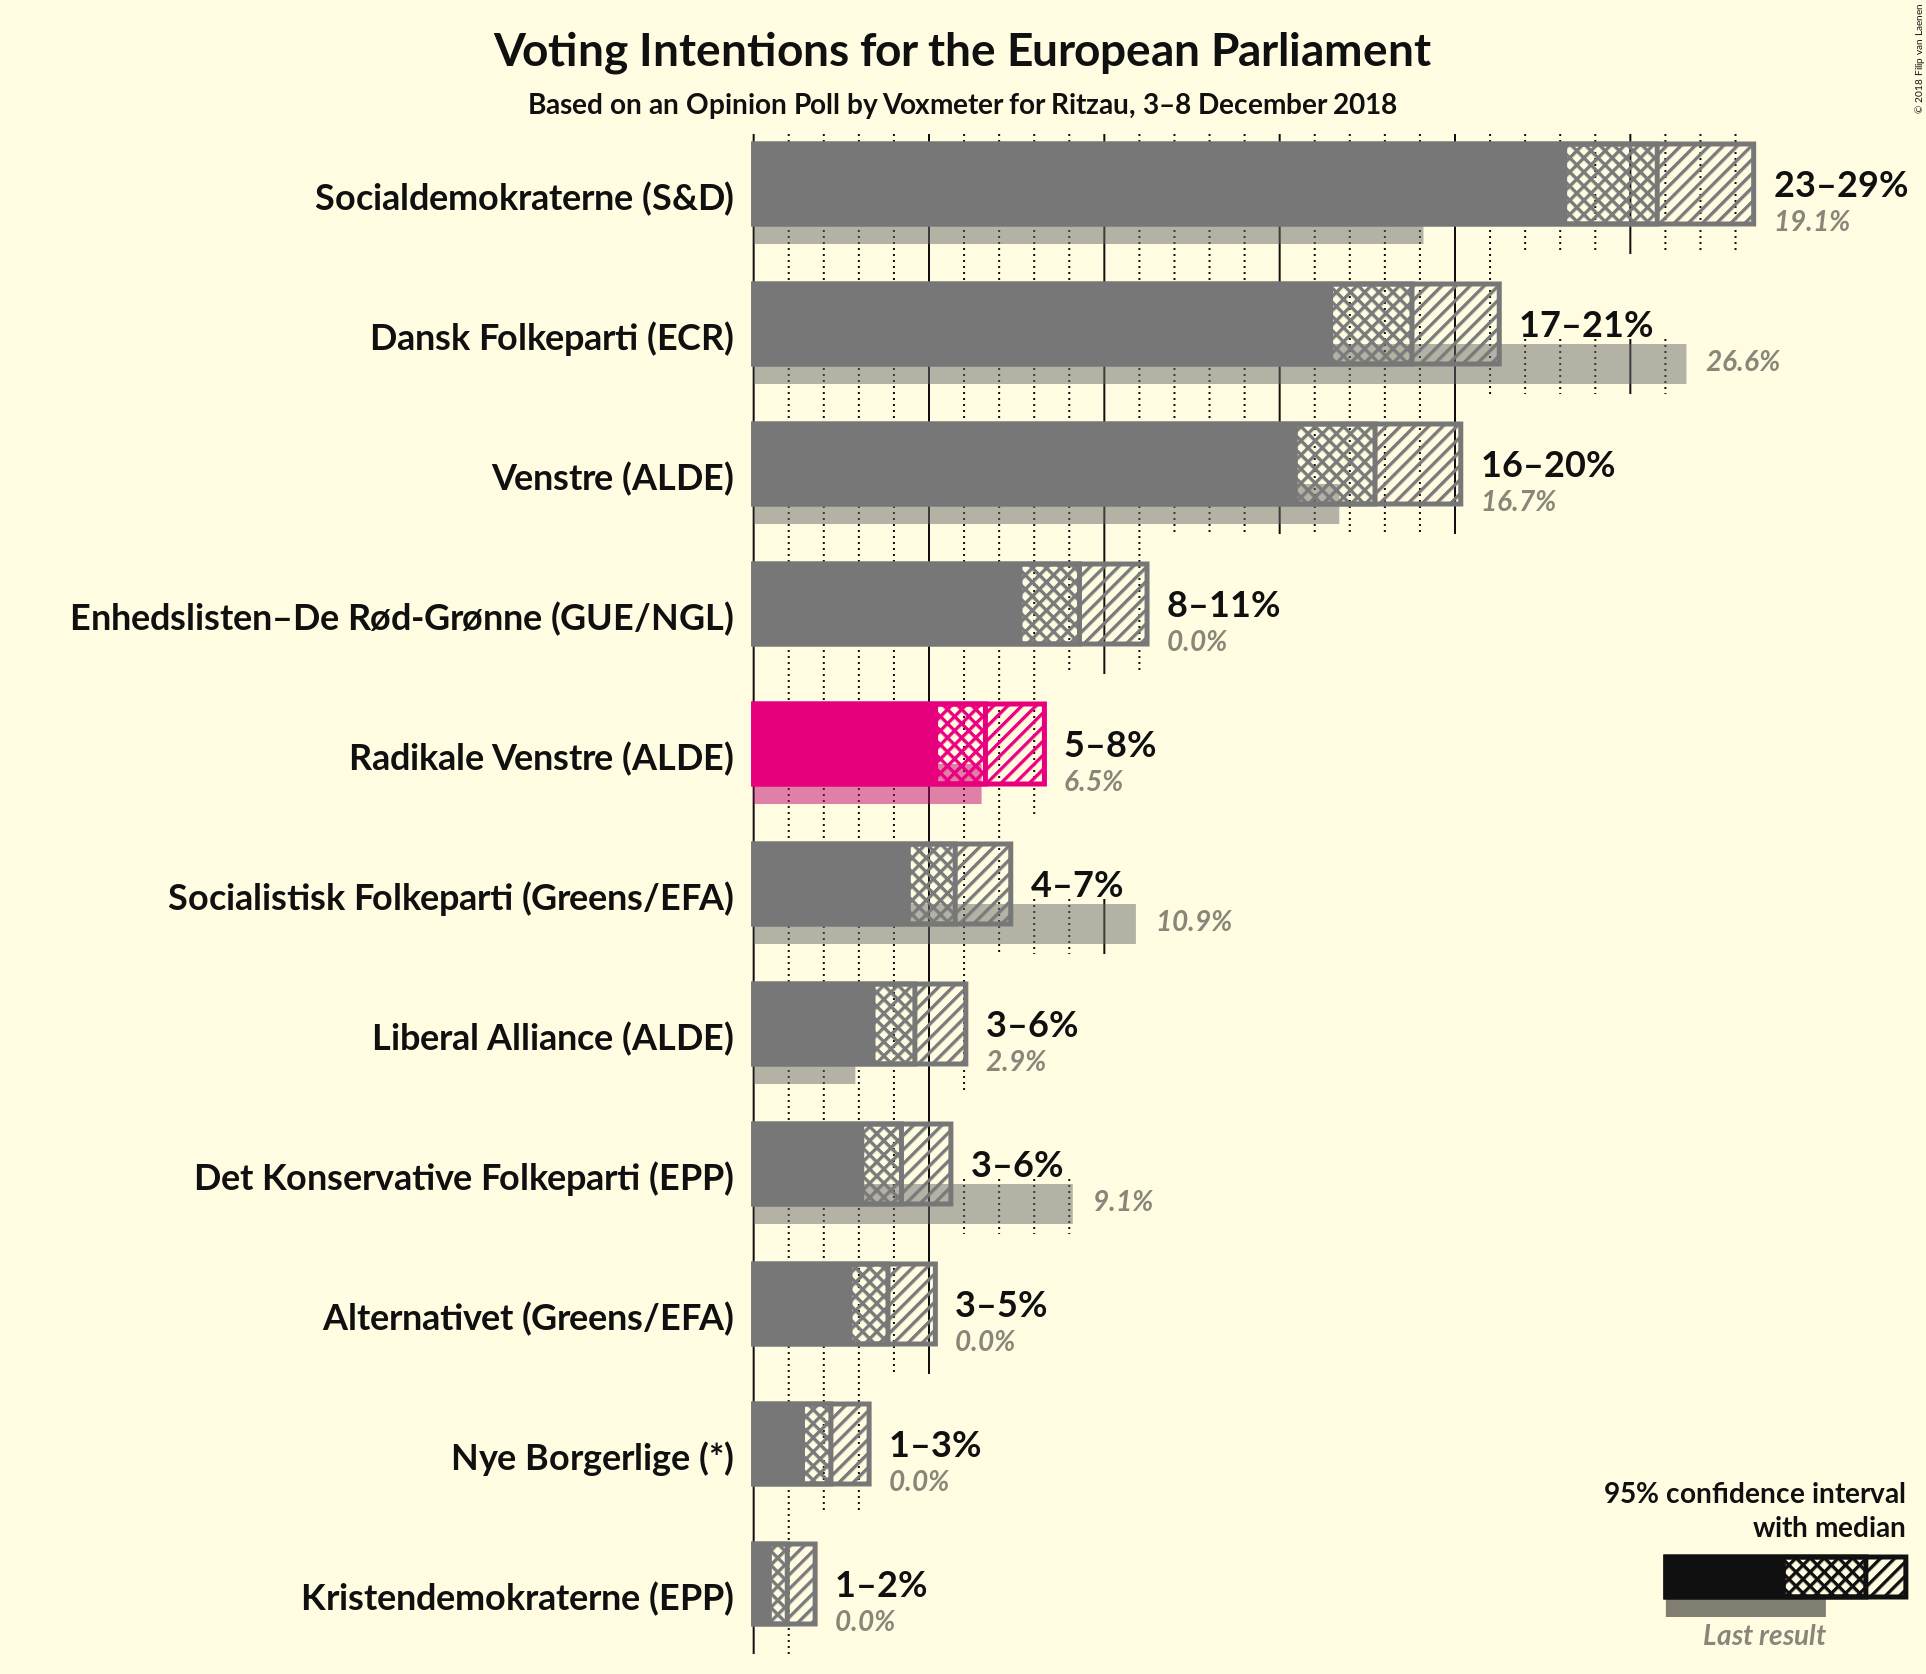 Voting Intentions for the European Parliament
Based on an Opinion Poll by Voxmeter for Ritzau, 3–8 December 2018
© 2018 Filip van Laenen
Socialdemokraterne (S&D)
23–29%
19.1%
Dansk Folkeparti (ECR)
17–21%
26.6%
Venstre (ALDE)
16–20%
16.7%
Enhedslisten–De Rød-Grønne (GUE/NGL)
8–11%
0.0%
Radikale Venstre (ALDE)
5–8%
6.5%
Socialistisk Folkeparti (Greens/EFA)
4–7%
10.9%
Liberal Alliance (ALDE)
3–6%
2.9%
Det Konservative Folkeparti (EPP)
3–6%
9.1%
Alternativet (Greens/EFA)
3–5%
0.0%
Nye Borgerlige (*)
1–3%
0.0%
Kristendemokraterne (EPP)
1–2%
0.0%
95% confidence interval
with median
Last result